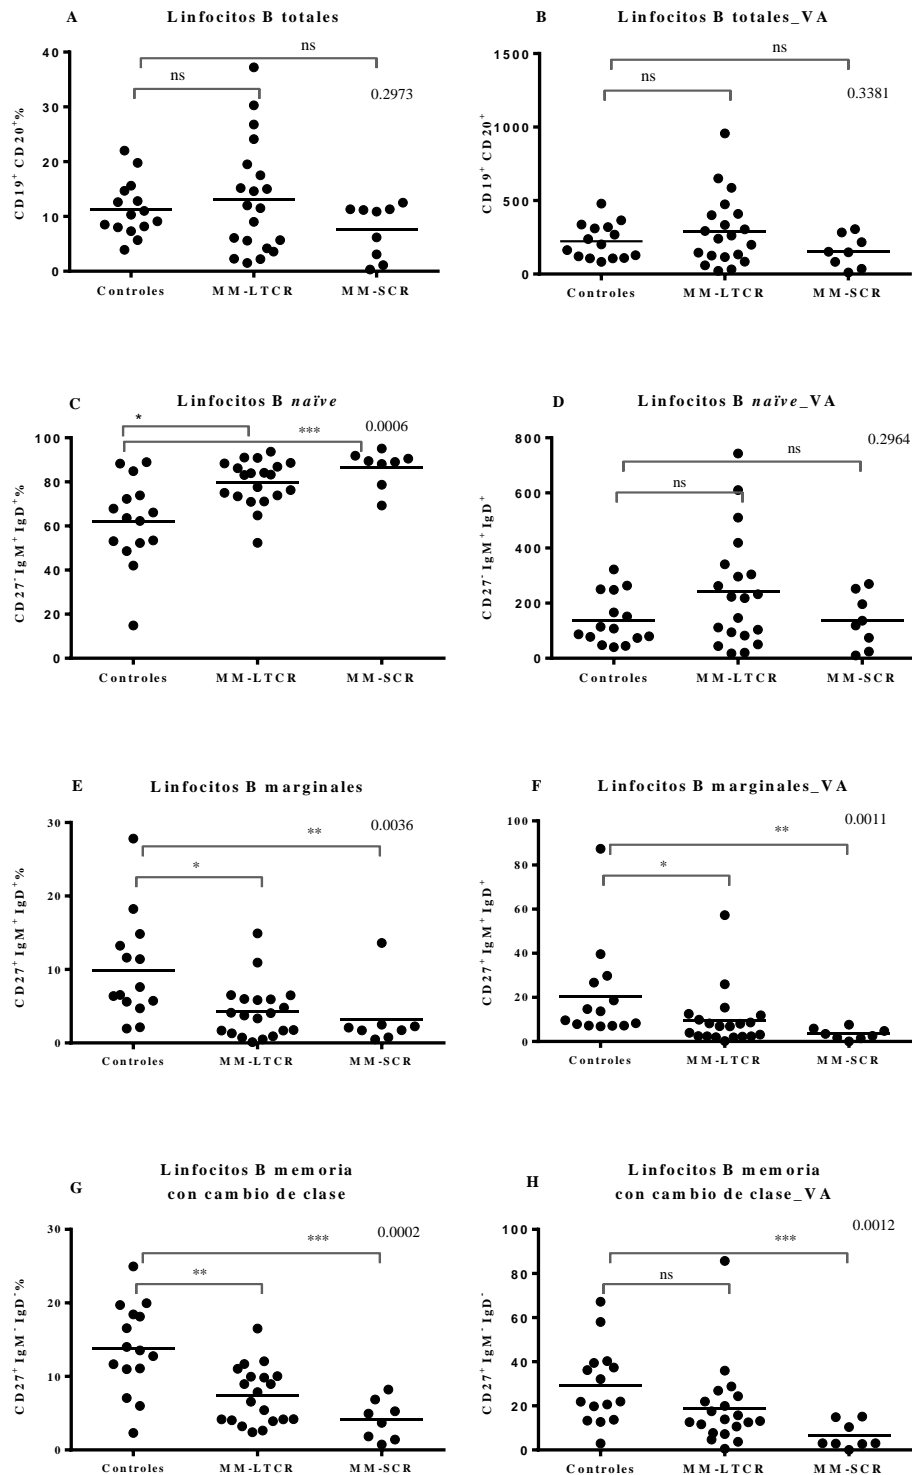 A Linfocitos B totales
CD19+ CD20+%
40
30
20
10
0
ns
ns
0.2973
Controles MM-LTCR MM-SCR
B Linfocitos B totales_VA
CD19+ CD20+
1500
1000
500
0
ns
ns
0.3381
Controles MM-LTCR MM-SCR
C Linfocitos B naïve
CD27- IgM+ IgD+%
100
80
60
40
20
0
*
***
0.0006
Controles MM-LTCR MM-SCR
D Linfocitos B naïve_VA
CD27- IgM+ IgD+
800
600
400
200
0
0.2964
ns
ns
Controles MM-LTCR MM-SCR
E Linfocitos B marginales
CD27+ IgM+ IgD+%
30
20
10
0
0.0036
**
*
Controles MM-LTCR MM-SCR
F Linfocitos B marginales_VA
CD27+ IgM+ IgD+
100
80
60
40
20
0
0.0011
**
*
Controles MM-LTCR MM-SCR
G Linfocitos B memoria
con cambio de clase
CD27+ IgM- IgD-%
30
20
10
0
0.0002
***
**
Controles MM-LTCR MM-SCR
H Linfocitos B memoria
con cambio de clase_VA
CD27+ IgM- IgD-
100
80
60
40
20
0
0.0012
***
ns
Controles MM-LTCR MM-SCR